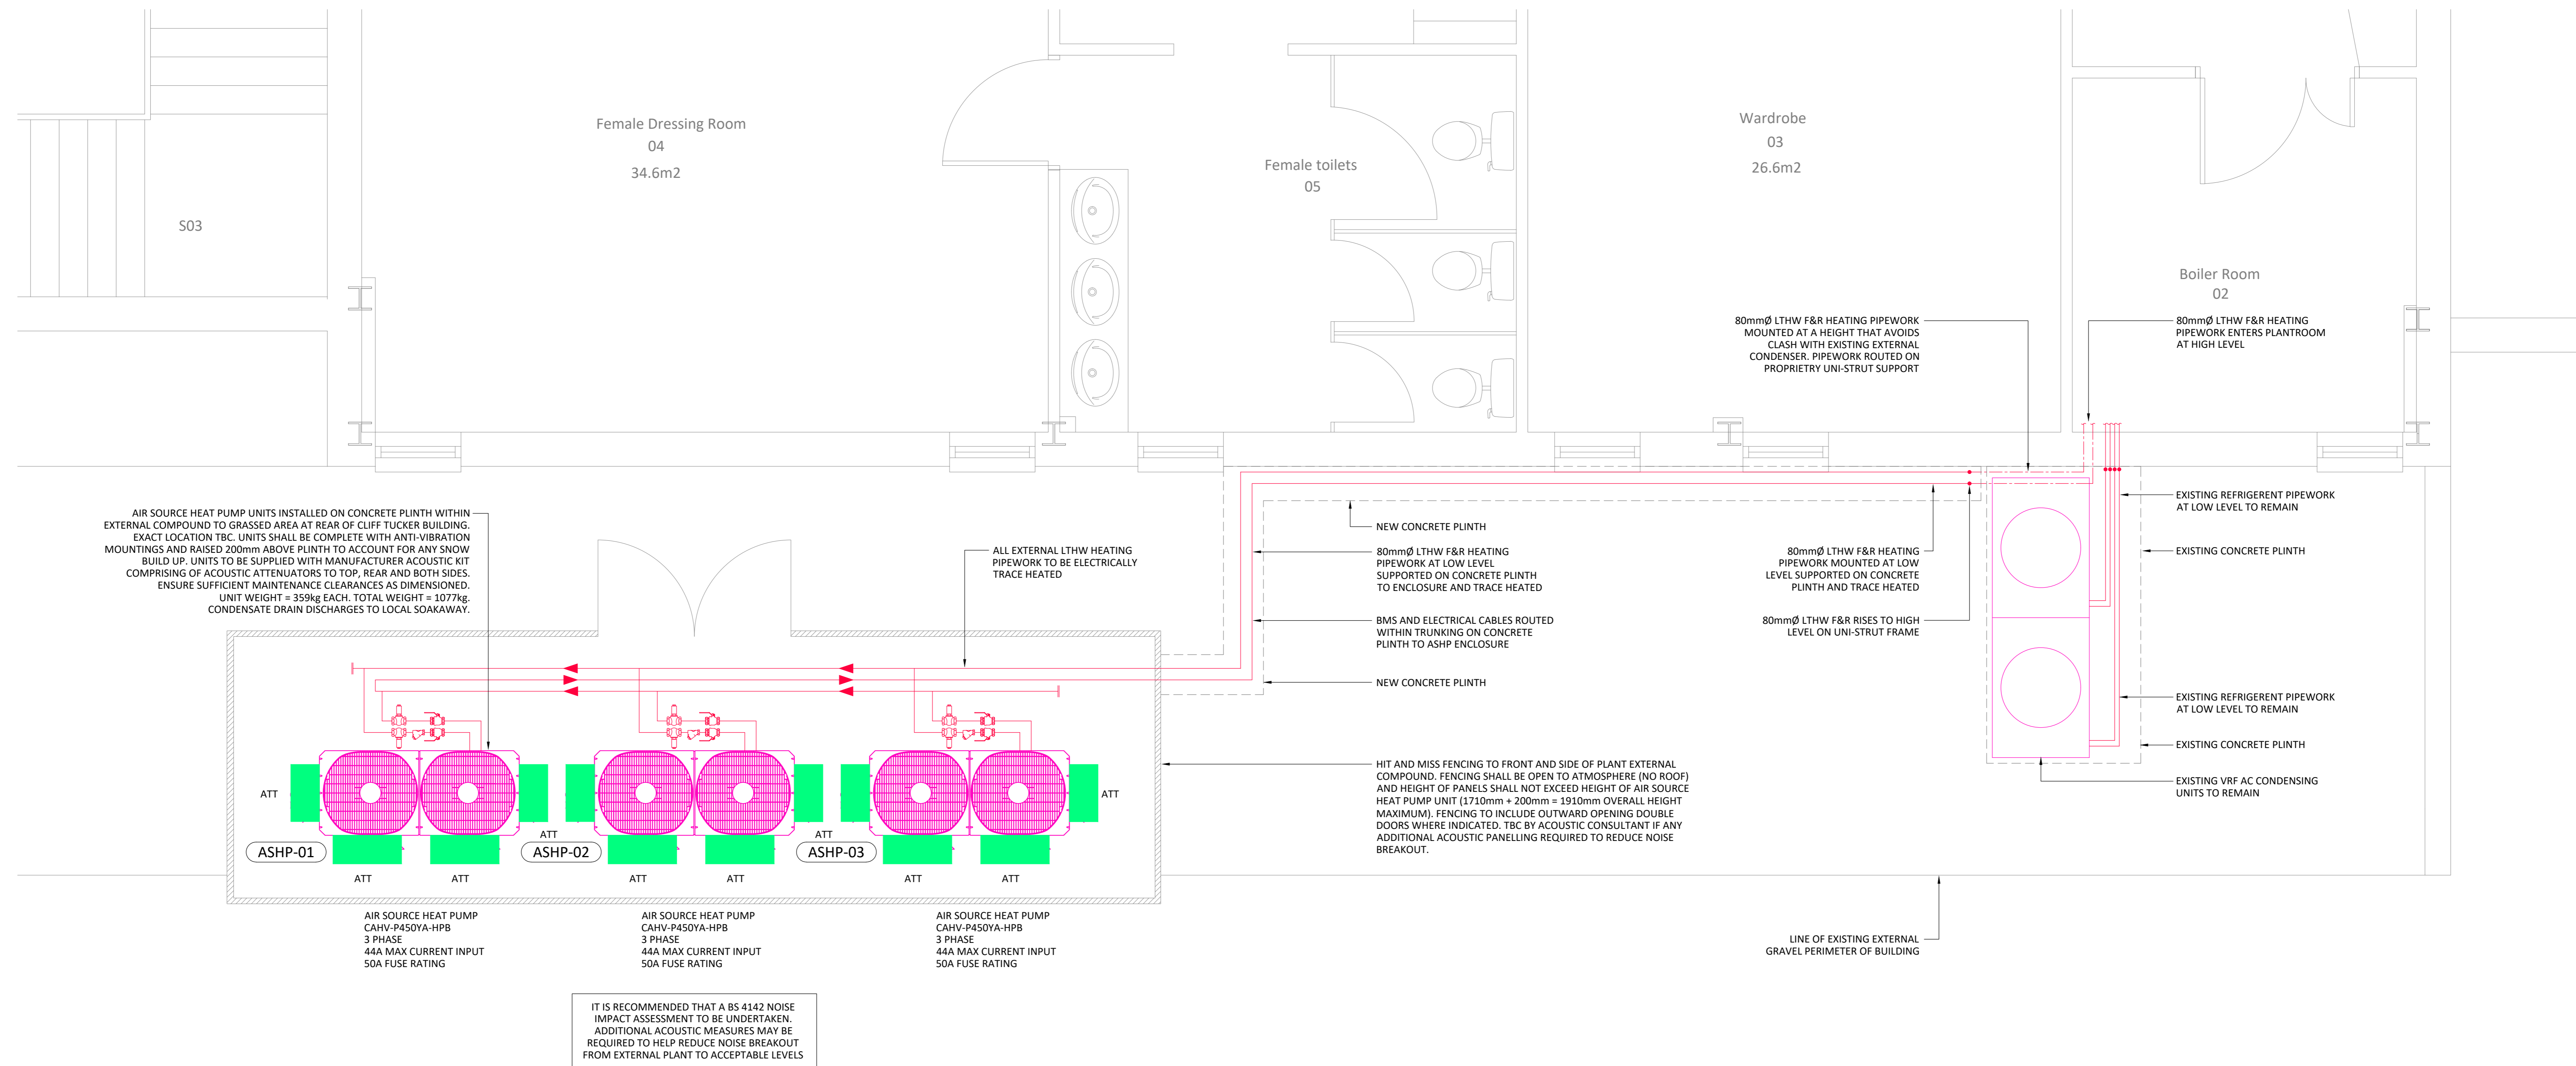 Female Dressing Room
04
34.6m2
Female toilets
05
Wardrobe
03
26.6m2
S03
Boiler Room
02
80mmØ LTHW F&R HEATING PIPEWORK
MOUNTED AT A HEIGHT THAT AVOIDS
CLASH WITH EXISTING EXTERNAL
CONDENSER. PIPEWORK ROUTED ON
PROPRIETRY UNI-STRUT SUPPORT
80mmØ LTHW F&R HEATING
PIPEWORK ENTERS PLANTROOM
AT HIGH LEVEL
AIR SOURCE HEAT PUMP UNITS INSTALLED ON CONCRETE PLINTH WITHIN
EXTERNAL COMPOUND TO GRASSED AREA AT REAR OF CLIFF TUCKER BUILDING.
EXACT LOCATION TBC. UNITS SHALL BE COMPLETE WITH ANTI-VIBRATION
MOUNTINGS AND RAISED 200mm ABOVE PLINTH TO ACCOUNT FOR ANY SNOW
BUILD UP. UNITS TO BE SUPPLIED WITH MANUFACTURER ACOUSTIC KIT
COMPRISING OF ACOUSTIC ATTENUATORS TO TOP, REAR AND BOTH SIDES.
ENSURE SUFFICIENT MAINTENANCE CLEARANCES AS DIMENSIONED.
UNIT WEIGHT = 359kg EACH. TOTAL WEIGHT = 1077kg.
CONDENSATE DRAIN DISCHARGES TO LOCAL SOAKAWAY.
ALL EXTERNAL LTHW HEATING
PIPEWORK TO BE ELECTRICALLY
TRACE HEATED
NEW CONCRETE PLINTH
80mmØ LTHW F&R HEATING
PIPEWORK AT LOW LEVEL
SUPPORTED ON CONCRETE PLINTH
TO ENCLOSURE AND TRACE HEATED
BMS AND ELECTRICAL CABLES ROUTED
WITHIN TRUNKING ON CONCRETE
PLINTH TO ASHP ENCLOSURE
NEW CONCRETE PLINTH
80mmØ LTHW F&R HEATING
PIPEWORK MOUNTED AT LOW
LEVEL SUPPORTED ON CONCRETE
PLINTH AND TRACE HEATED
80mmØ LTHW F&R RISES TO HIGH
LEVEL ON UNI-STRUT FRAME
EXISTING REFRIGERENT PIPEWORK
AT LOW LEVEL TO REMAIN
EXISTING CONCRETE PLINTH
EXISTING REFRIGERENT PIPEWORK
AT LOW LEVEL TO REMAIN
EXISTING CONCRETE PLINTH
EXISTING VRF AC CONDENSING
UNITS TO REMAIN
HIT AND MISS FENCING TO FRONT AND SIDE OF PLANT EXTERNAL
COMPOUND. FENCING SHALL BE OPEN TO ATMOSPHERE (NO ROOF)
AND HEIGHT OF PANELS SHALL NOT EXCEED HEIGHT OF AIR SOURCE
HEAT PUMP UNIT (1710mm + 200mm = 1910mm OVERALL HEIGHT
MAXIMUM). FENCING TO INCLUDE OUTWARD OPENING DOUBLE
DOORS WHERE INDICATED. TBC BY ACOUSTIC CONSULTANT IF ANY
ADDITIONAL ACOUSTIC PANELLING REQUIRED TO REDUCE NOISE
BREAKOUT.
ATT
ATT
ATT
ATT
ASHP-01
ASHP-02
ASHP-03
ATT
ATT
ATT
ATT
ATT
ATT
AIR SOURCE HEAT PUMP
CAHV-P450YA-HPB
3 PHASE
44A MAX CURRENT INPUT
50A FUSE RATING
AIR SOURCE HEAT PUMP
CAHV-P450YA-HPB
3 PHASE
44A MAX CURRENT INPUT
50A FUSE RATING
AIR SOURCE HEAT PUMP
CAHV-P450YA-HPB
3 PHASE
44A MAX CURRENT INPUT
50A FUSE RATING
LINE OF EXISTING EXTERNAL
GRAVEL PERIMETER OF BUILDING
IT IS RECOMMENDED THAT A BS 4142 NOISE
IMPACT ASSESSMENT TO BE UNDERTAKEN.
ADDITIONAL ACOUSTIC MEASURES MAY BE
REQUIRED TO HELP REDUCE NOISE BREAKOUT
FROM EXTERNAL PLANT TO ACCEPTABLE LEVELS